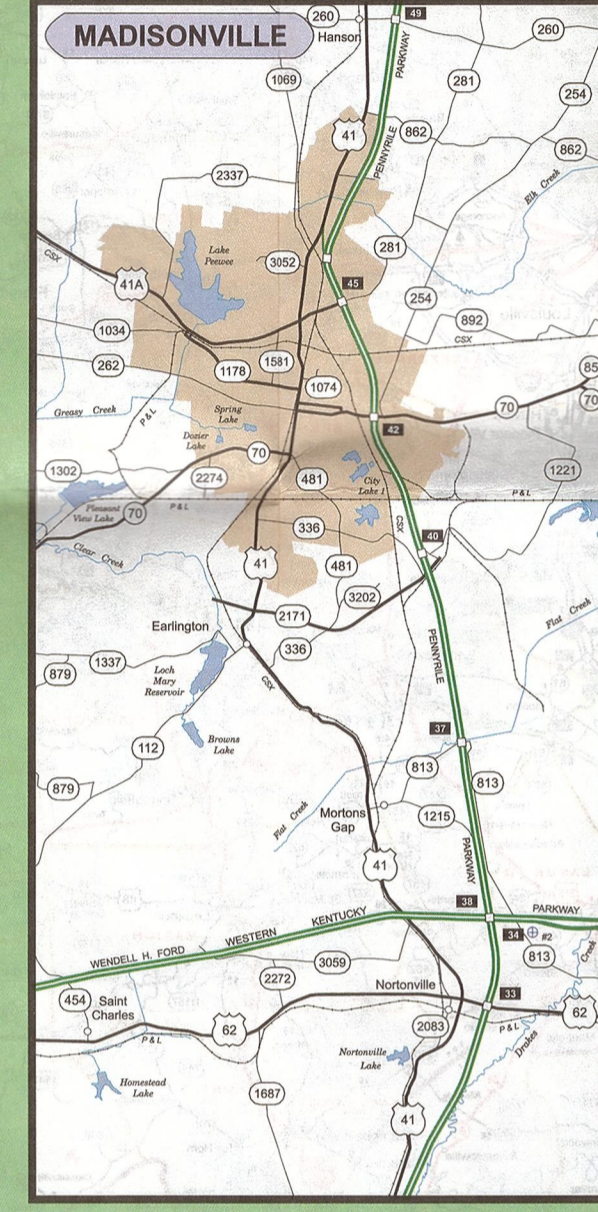 MADISONVILLE
260
49
Hanson
PARKWAY
260
1069
281
254
41
862
PENNYRILE
862
2337
Elk Creek
CSX
Lake
Peewee
3052
281
41A
45
254
892
CSX
1034
262
1178
1581
1074
85
70
70
Greasy Creek
P & L
Spring
Lake
42
Dozier
Lake
70
1302
2274
481
City
Lake 1
1221
Pleasant
View Lake
P & L
P & L
70
336
CSX
40
Clear Creek
41
481
3202
2171
Flat Creek
Earlington
336
PENNYRILE
1337
879
Loch
Mary
Reservoir
CSX
37
112
Browns
Lake
813
813
879
Flat Creek
Mortons
Gap
1215
41
PARKWAY
38
WENDELL H. FORD
WESTERN
KENTUCKY
PARKWAY
34
#2
813
Creek
3059
2272
Nortonville
33
454
Saint
Charles
62
62
2083
P & L
P & L
Drakes
Nortonville
Lake
Homestead
Lake
1687
41